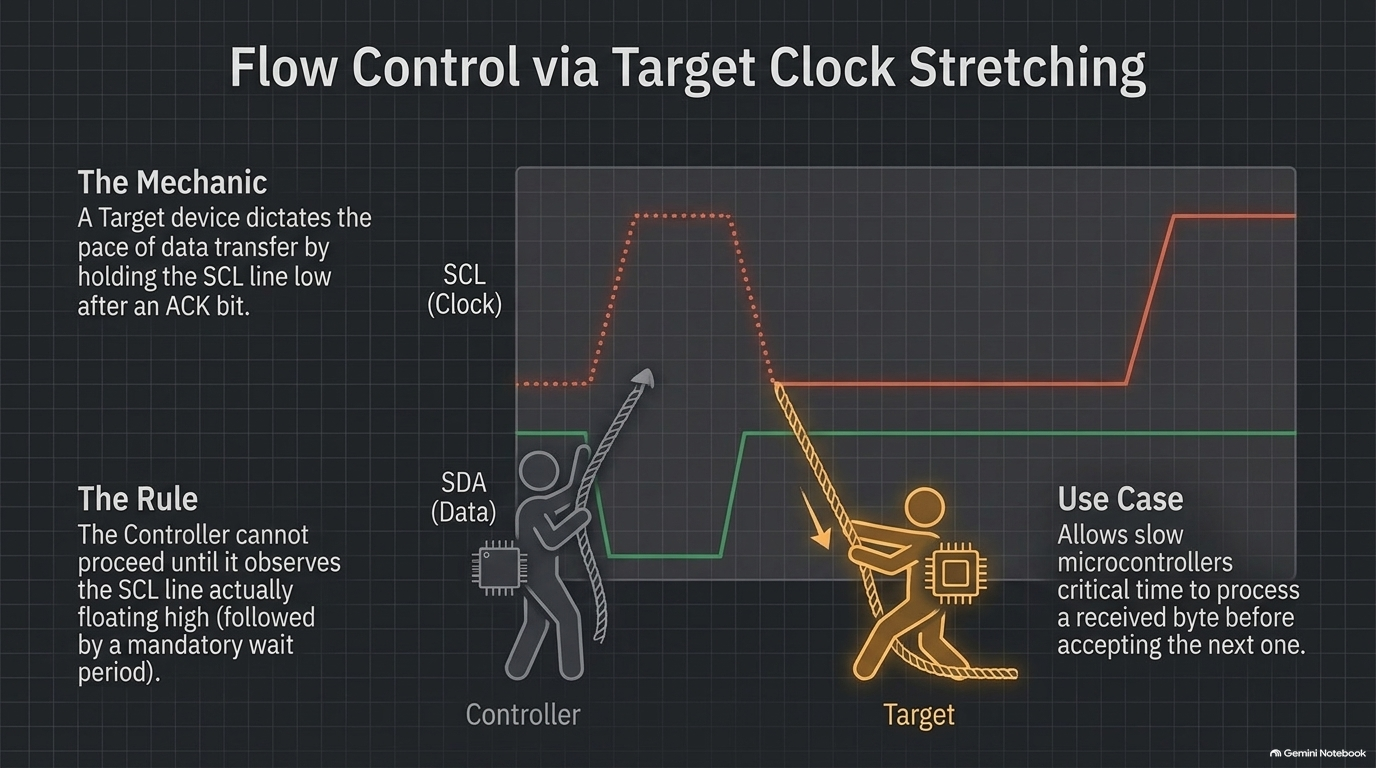 Flow Control via Target Clock Stretching
The Mechanic
A Target device dictates the
pace of data transfer by
holding the SCL line low
after an ACK bit.
SCL
(Clock)
The Rule
The Controller cannot
proceed until it observes
the SCL line actually
floating high (followed
by a mandatory wait
period).
SDA
(Data)
Use Case
Allows slow
microcontrollers
critical time to process
a received byte before
accepting the next one.
Controller
Target
Gemini Notebook